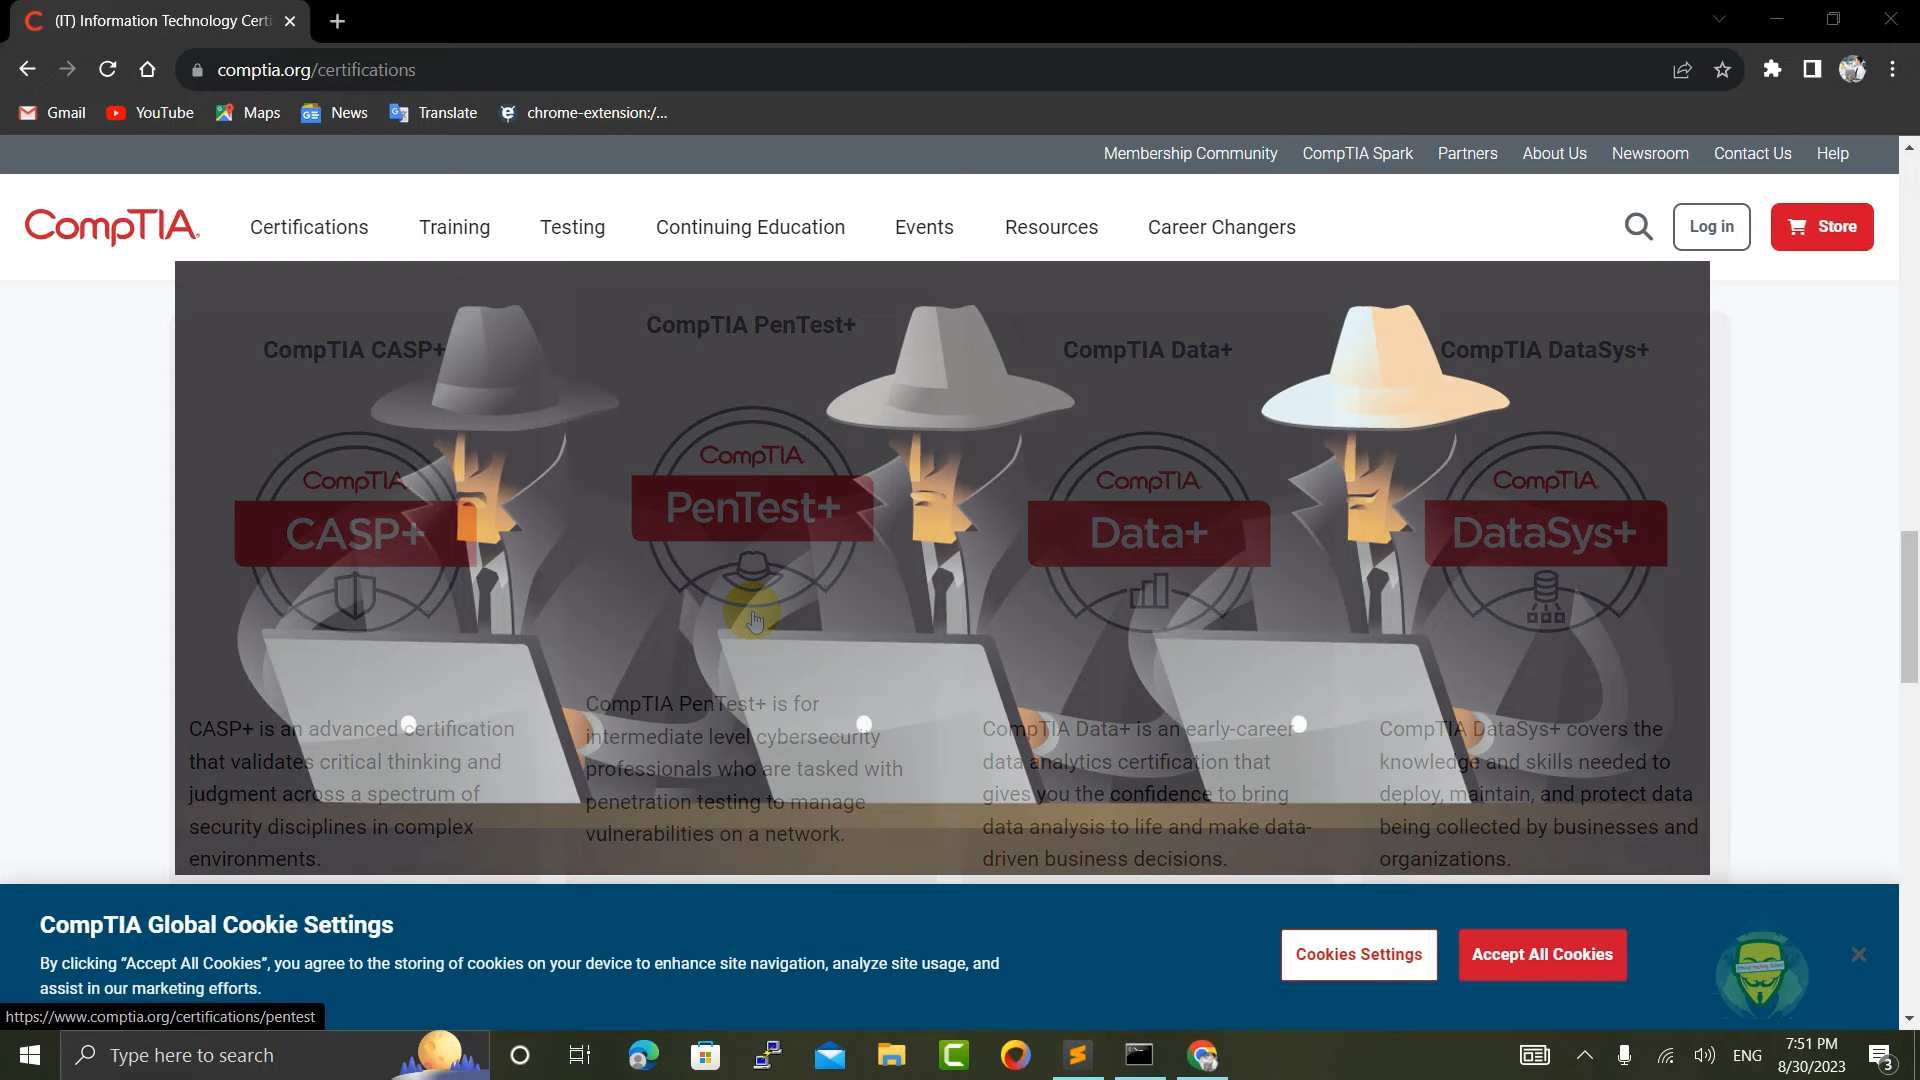 (IT) Information Technology Certi
comptia.org/certifications
Gmail
YouTube
Maps
News
Translate
chrome-extension:/...
Membership Community
CompTIA Spark
Partners
About Us
Newsroom
Contact Us
Help
CompTIA.
Certifications
Training
Testing
Continuing Education
Events
Resources
Career Changers
Log in
Store
CompTIA CASP+
CompTIA
CASP+
CASP+ is an advanced certification
that validates critical thinking and
judgment across a spectrum of
security disciplines in complex
environments.
CompTIA PenTest+
CompTIA
PenTest+
CompTIA PenTest+ is for
intermediate level cybersecurity
professionals who are tasked with
penetration testing to manage
vulnerabilities on a network.
CompTIA Data+
CompTIA
Data+
CompTIA Data+ is an early-career
data analytics certification that
gives you the confidence to bring
data analysis to life and make data-
driven business decisions.
CompTIA DataSys+
CompTIA
DataSys+
CompTIA DataSys+ covers the
knowledge and skills needed to
deploy, maintain, and protect data
being collected by businesses and
organizations.
CompTIA Global Cookie Settings
By clicking “Accept All Cookies”, you agree to the storing of cookies on your device to enhance site navigation, analyze site usage, and
assist in our marketing efforts.
Cookies Settings
Accept All Cookies
https://www.comptia.org/certifications/pentest
Type here to search
ENG
7:51 PM
8/30/2023
3